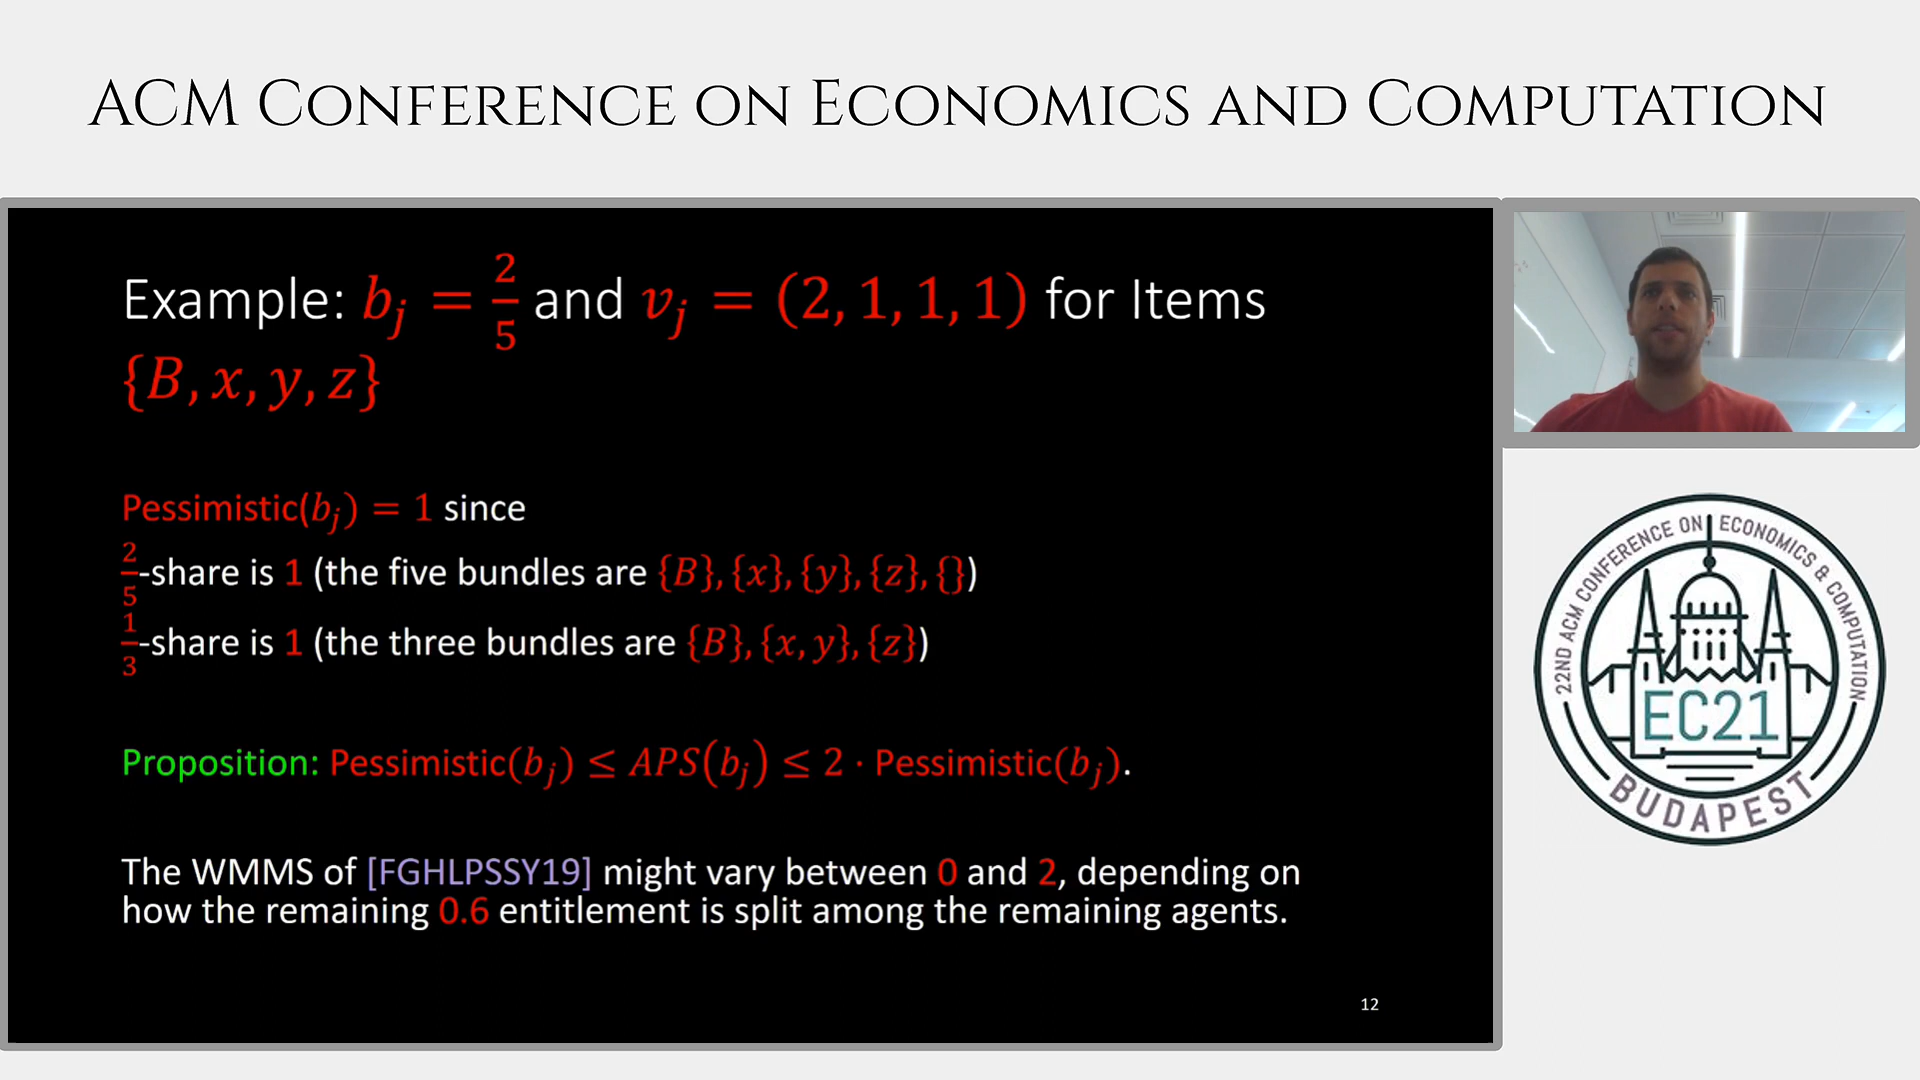 ACM Conference on Economics and Computation
Example: b_j = 2/5 and v_j = (2, 1, 1, 1) for Items
{B, x, y, z}
Pessimistic(b_j) = 1 since
2/5-share is 1 (the five bundles are {B}, {x}, {y}, {z}, {})
1/3-share is 1 (the three bundles are {B}, {x, y}, {z})
Proposition: Pessimistic(b_j) ≤ APS(b_j) ≤ 2 · Pessimistic(b_j).
The WMMS of [FGHLPSSY19] might vary between 0 and 2, depending on
how the remaining 0.6 entitlement is split among the remaining agents.
12
22ND ACM CONFERENCE ON ECONOMICS & COMPUTATION
EC21
BUDAPEST